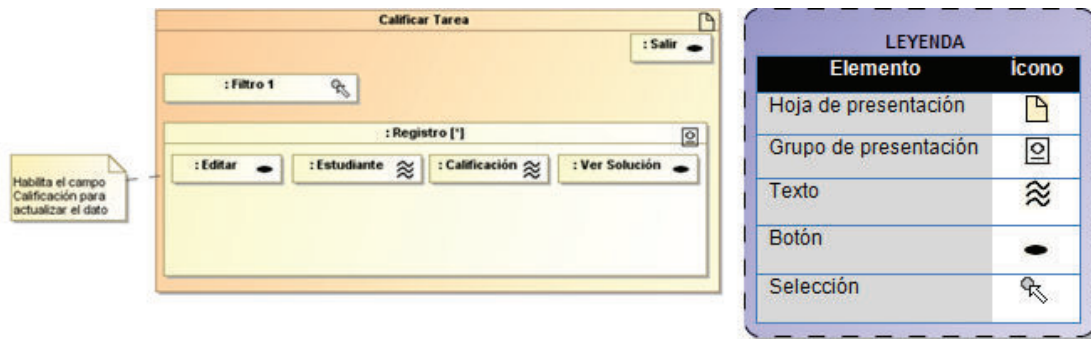 Calificar Tarea
: Salir
: Filtro 1
: Registro [*]
: Editar
: Estudiante
: Calificación
: Ver Solución
Habilita el campo
Calificación para
actualizar el dato
LEYENDA
Elemento Ícono
Hoja de presentación
Grupo de presentación
Texto
Botón
Selección